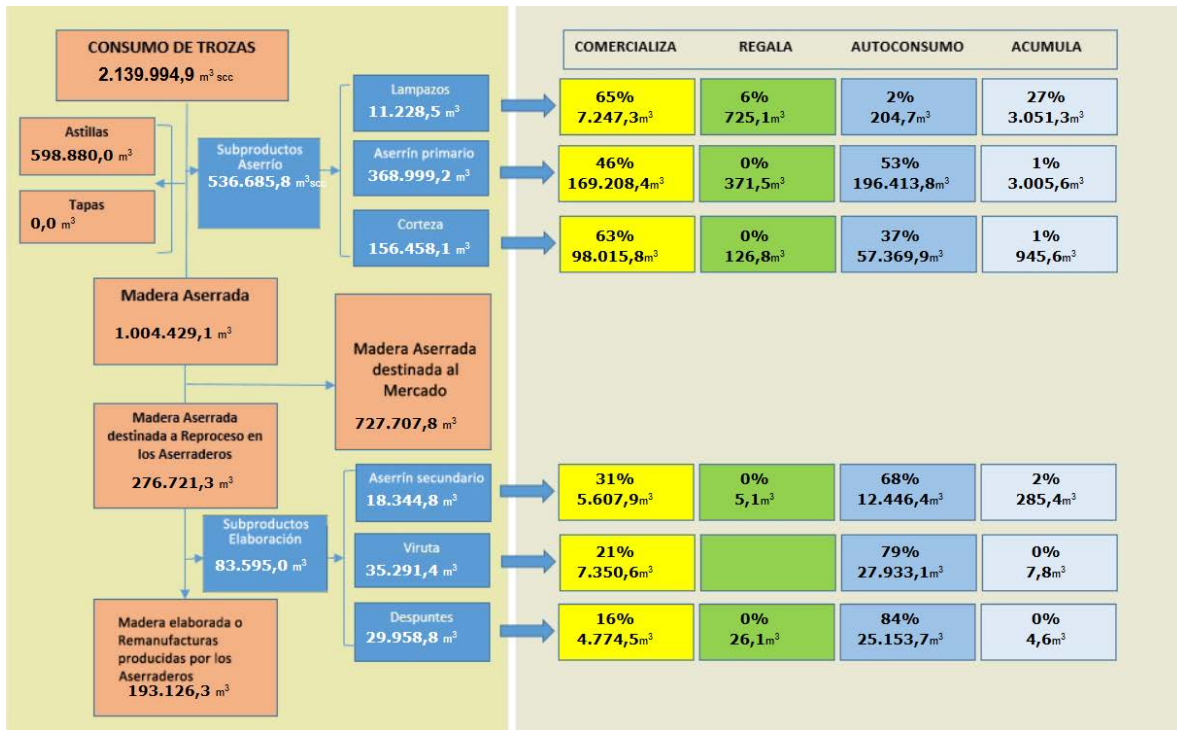 CONSUMO DE TROZAS
2.139.994,9 m³ scc
Astillas
598.880,0 m³
Tapas
0,0 m³
Subproductos
Aserrío
536.685,8 m³scc
Lampazos
11.228,5 m³
Aserrín primario
368.999,2 m³
Corteza
156.458,1 m³
Madera Aserrada
1.004.429,1 m³
Madera Aserrada
destinada al
Mercado
727.707,8 m³
Madera Aserrada
destinada a Reproceso en
los Aserraderos
276.721,3 m³
Subproductos
Elaboración
83.595,0 m³
Aserrín secundario
18.344,8 m³
Viruta
35.291,4 m³
Despuntes
29.958,8 m³
Madera elaborada o
Remanufacturas
producidas por los
Aserraderos
193.126,3 m³
COMERCIALIZA REGALA AUTOCONSUMO ACUMULA
65% 6% 2% 27%
7.247,3m³ 725,1m³ 204,7m³ 3.051,3m³
46% 0% 53% 1%
169.208,4m³ 371,5m³ 196.413,8m³ 3.005,6m³
63% 0% 37% 1%
98.015,8m³ 126,8m³ 57.369,9m³ 945,6m³
31% 0% 68% 2%
5.607,9m³ 5,1m³ 12.446,4m³ 285,4m³
21% 79% 0%
7.350,6m³ 27.933,1m³ 7,8m³
16% 0% 84% 0%
4.774,5m³ 26,1m³ 25.153,7m³ 4,6m³